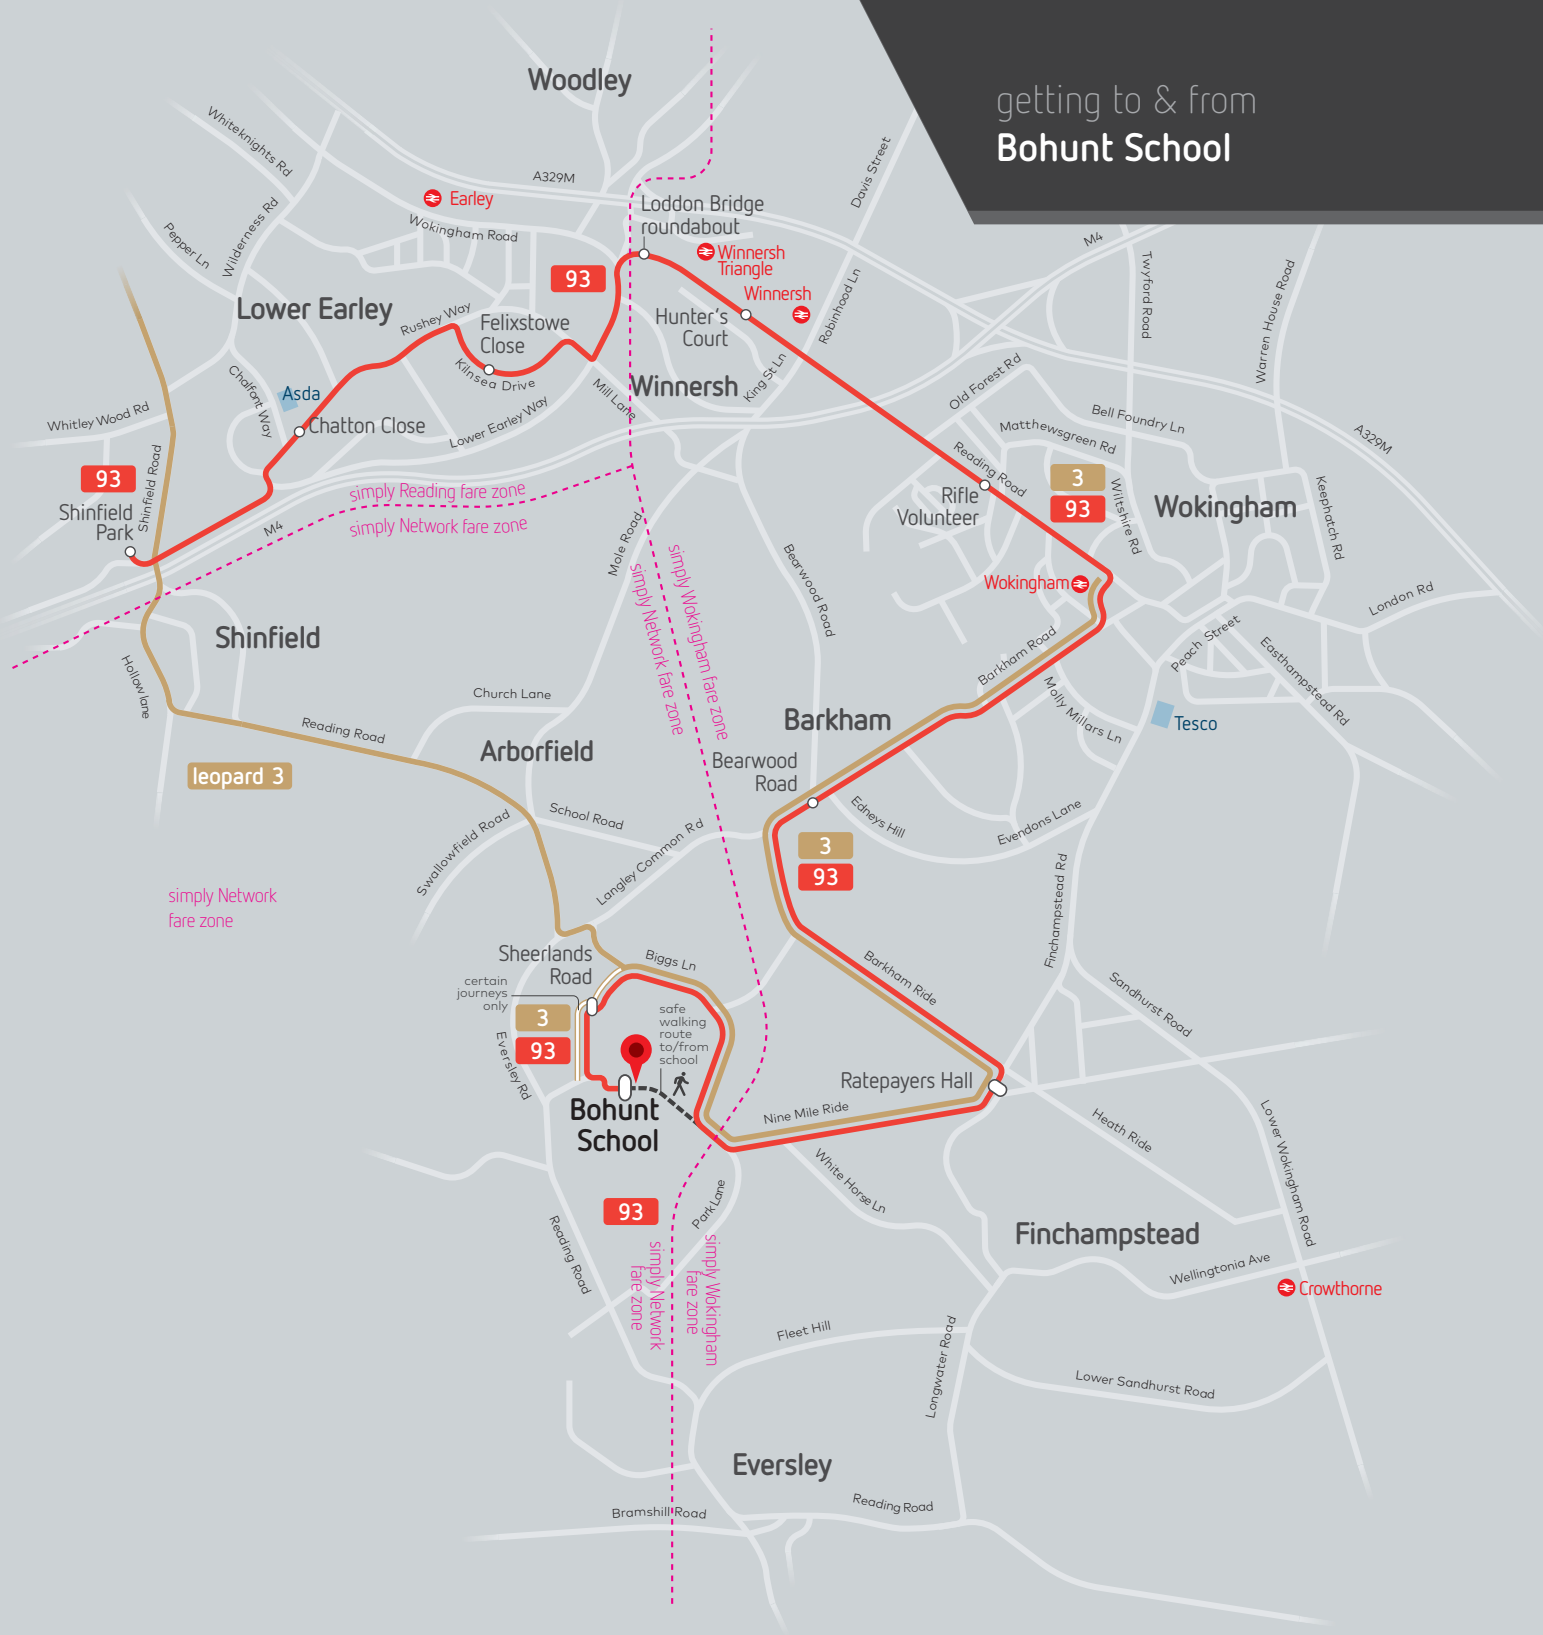 getting to & from
Bohunt School
Woodley
Whiteknights Rd
A329M
Davis Street
Earley
Wokingham Road
Wilderness Rd
Pepper Ln
Loddon Bridge
roundabout
Winnersh
Triangle
Winnersh
M4
Twyford Road
Warren House Road
93
Lower Earley
Rushey Way
Felixstowe
Close
Kilnsea Drive
Hunter's
Court
Robinhood Ln
King St Ln
Winnersh
Mill Lane
Chalfont Way
Asda
Chatton Close
Lower Earley Way
Whitley Wood Rd
Shinfield Road
93
Shinfield
Park
M4
simply Reading fare zone
simply Network fare zone
Old Forest Rd
Bell Foundry Ln
Matthewsgreen Rd
A329M
Reading Road
Rifle
Volunteer
3
93
Wiltshire Rd
Wokingham
Keephatch Rd
Mole Road
Bearwood Road
simply Wokingham fare zone
simply Network fare zone
Wokingham
London Rd
Peach Street
Easthampstead Rd
Barkham Road
Molly Millars Ln
Tesco
Shinfield
Hollow lane
Church Lane
Reading Road
leopard 3
Arborfield
Barkham
Bearwood
Road
School Road
Swallowfield Road
Langley Common Rd
Edneys Hill
Evendons Lane
3
93
simply Network
fare zone
Finchampstead Rd
Sheerlands
Road
Biggs Ln
certain
journeys
only
3
93
Eversley Rd
safe
walking
route
to/from
school
Barkham Ride
Sandhurst Road
Ratepayers Hall
Bohunt
School
Nine Mile Ride
Heath Ride
Lower Wokingham Road
White Horse Ln
93
Park Lane
Reading Road
simply Network
fare zone
simply Wokingham
fare zone
Finchampstead
Wellingtonia Ave
Crowthorne
Fleet Hill
Longwater Road
Lower Sandhurst Road
Eversley
Bramshill Road
Reading Road